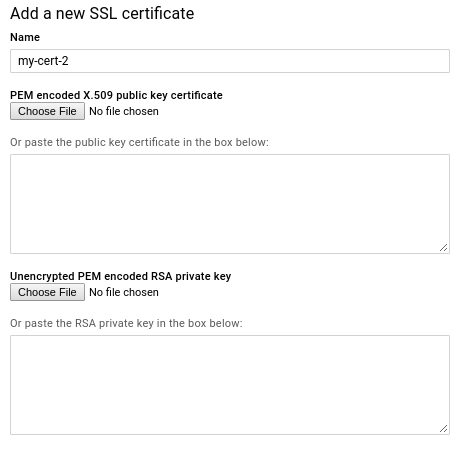 Add a new SSL certificate
Name
my-cert-2
PEM encoded X.509 public key certificate
Choose File No file chosen
Or paste the public key certificate in the box below:
Unencrypted PEM encoded RSA private key
Choose File No file chosen
Or paste the RSA private key in the box below: